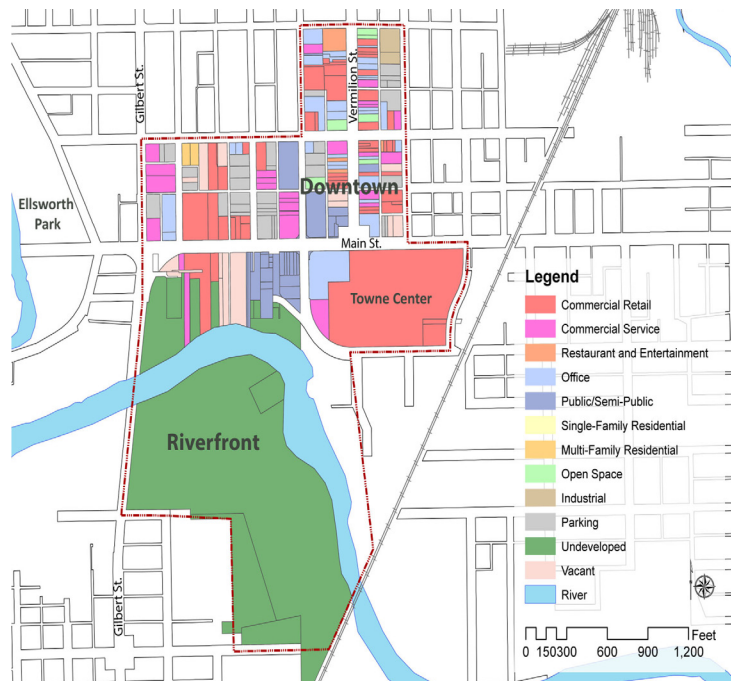 Gilbert St.
Vermilion St.
Downtown
Ellsworth
Park
Main St.
Towne Center
Riverfront
Gilbert St.
Legend
Commercial Retail
Commercial Service
Restaurant and Entertainment
Office
Public/Semi-Public
Single-Family Residential
Multi-Family Residential
Open Space
Industrial
Parking
Undeveloped
Vacant
River
Feet
0 150300 600 900 1,200